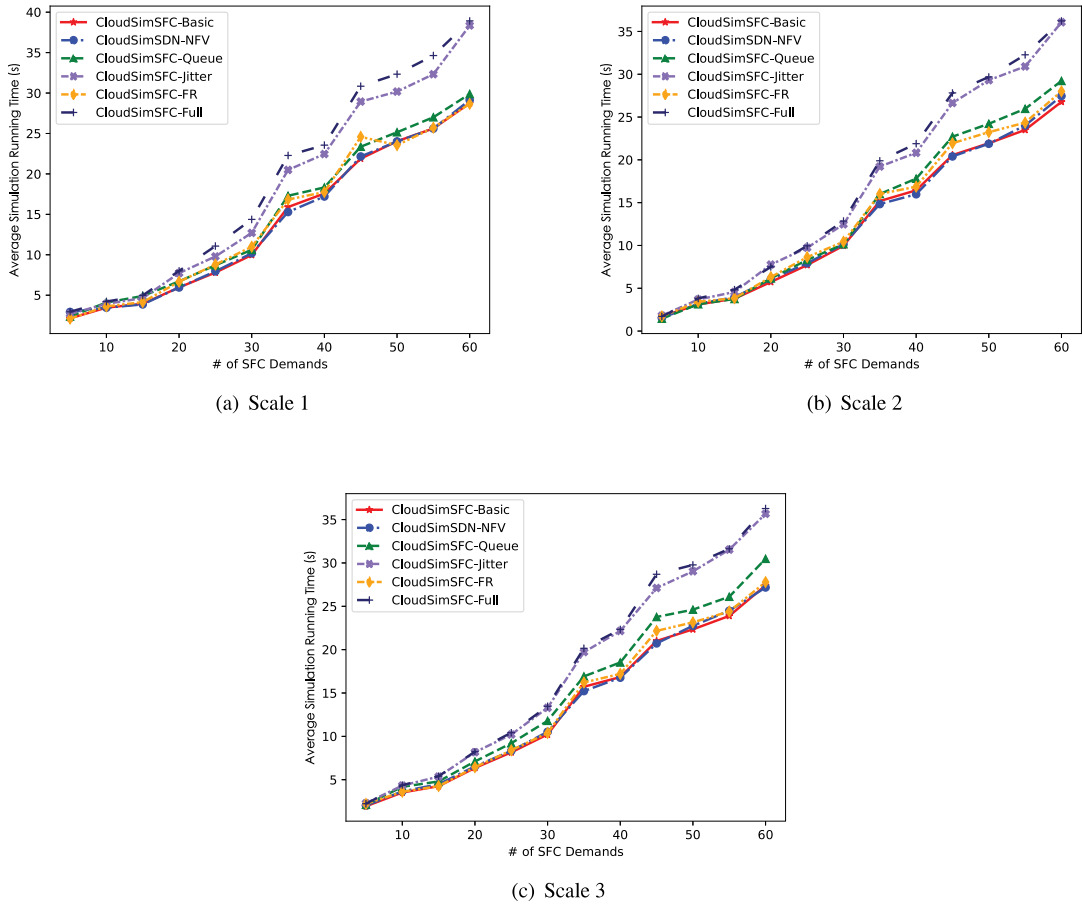 CloudSimSFC-Basic
CloudSimSDN-NFV
CloudSimSFC-Queue
CloudSimSFC-Jitter
CloudSimSFC-FR
CloudSimSFC-Full
Average Simulation Running Time (s)
40
35
30
25
20
15
10
5
10 20 30 40 50 60
# of SFC Demands
(a) Scale 1
CloudSimSFC-Basic
CloudSimSDN-NFV
CloudSimSFC-Queue
CloudSimSFC-Jitter
CloudSimSFC-FR
CloudSimSFC-Full
Average Simulation Running Time (s)
35
30
25
20
15
10
5
0
10 20 30 40 50 60
# of SFC Demands
(b) Scale 2
CloudSimSFC-Basic
CloudSimSDN-NFV
CloudSimSFC-Queue
CloudSimSFC-Jitter
CloudSimSFC-FR
CloudSimSFC-Full
Average Simulation Running Time (s)
35
30
25
20
15
10
5
10 20 30 40 50 60
# of SFC Demands
(c) Scale 3